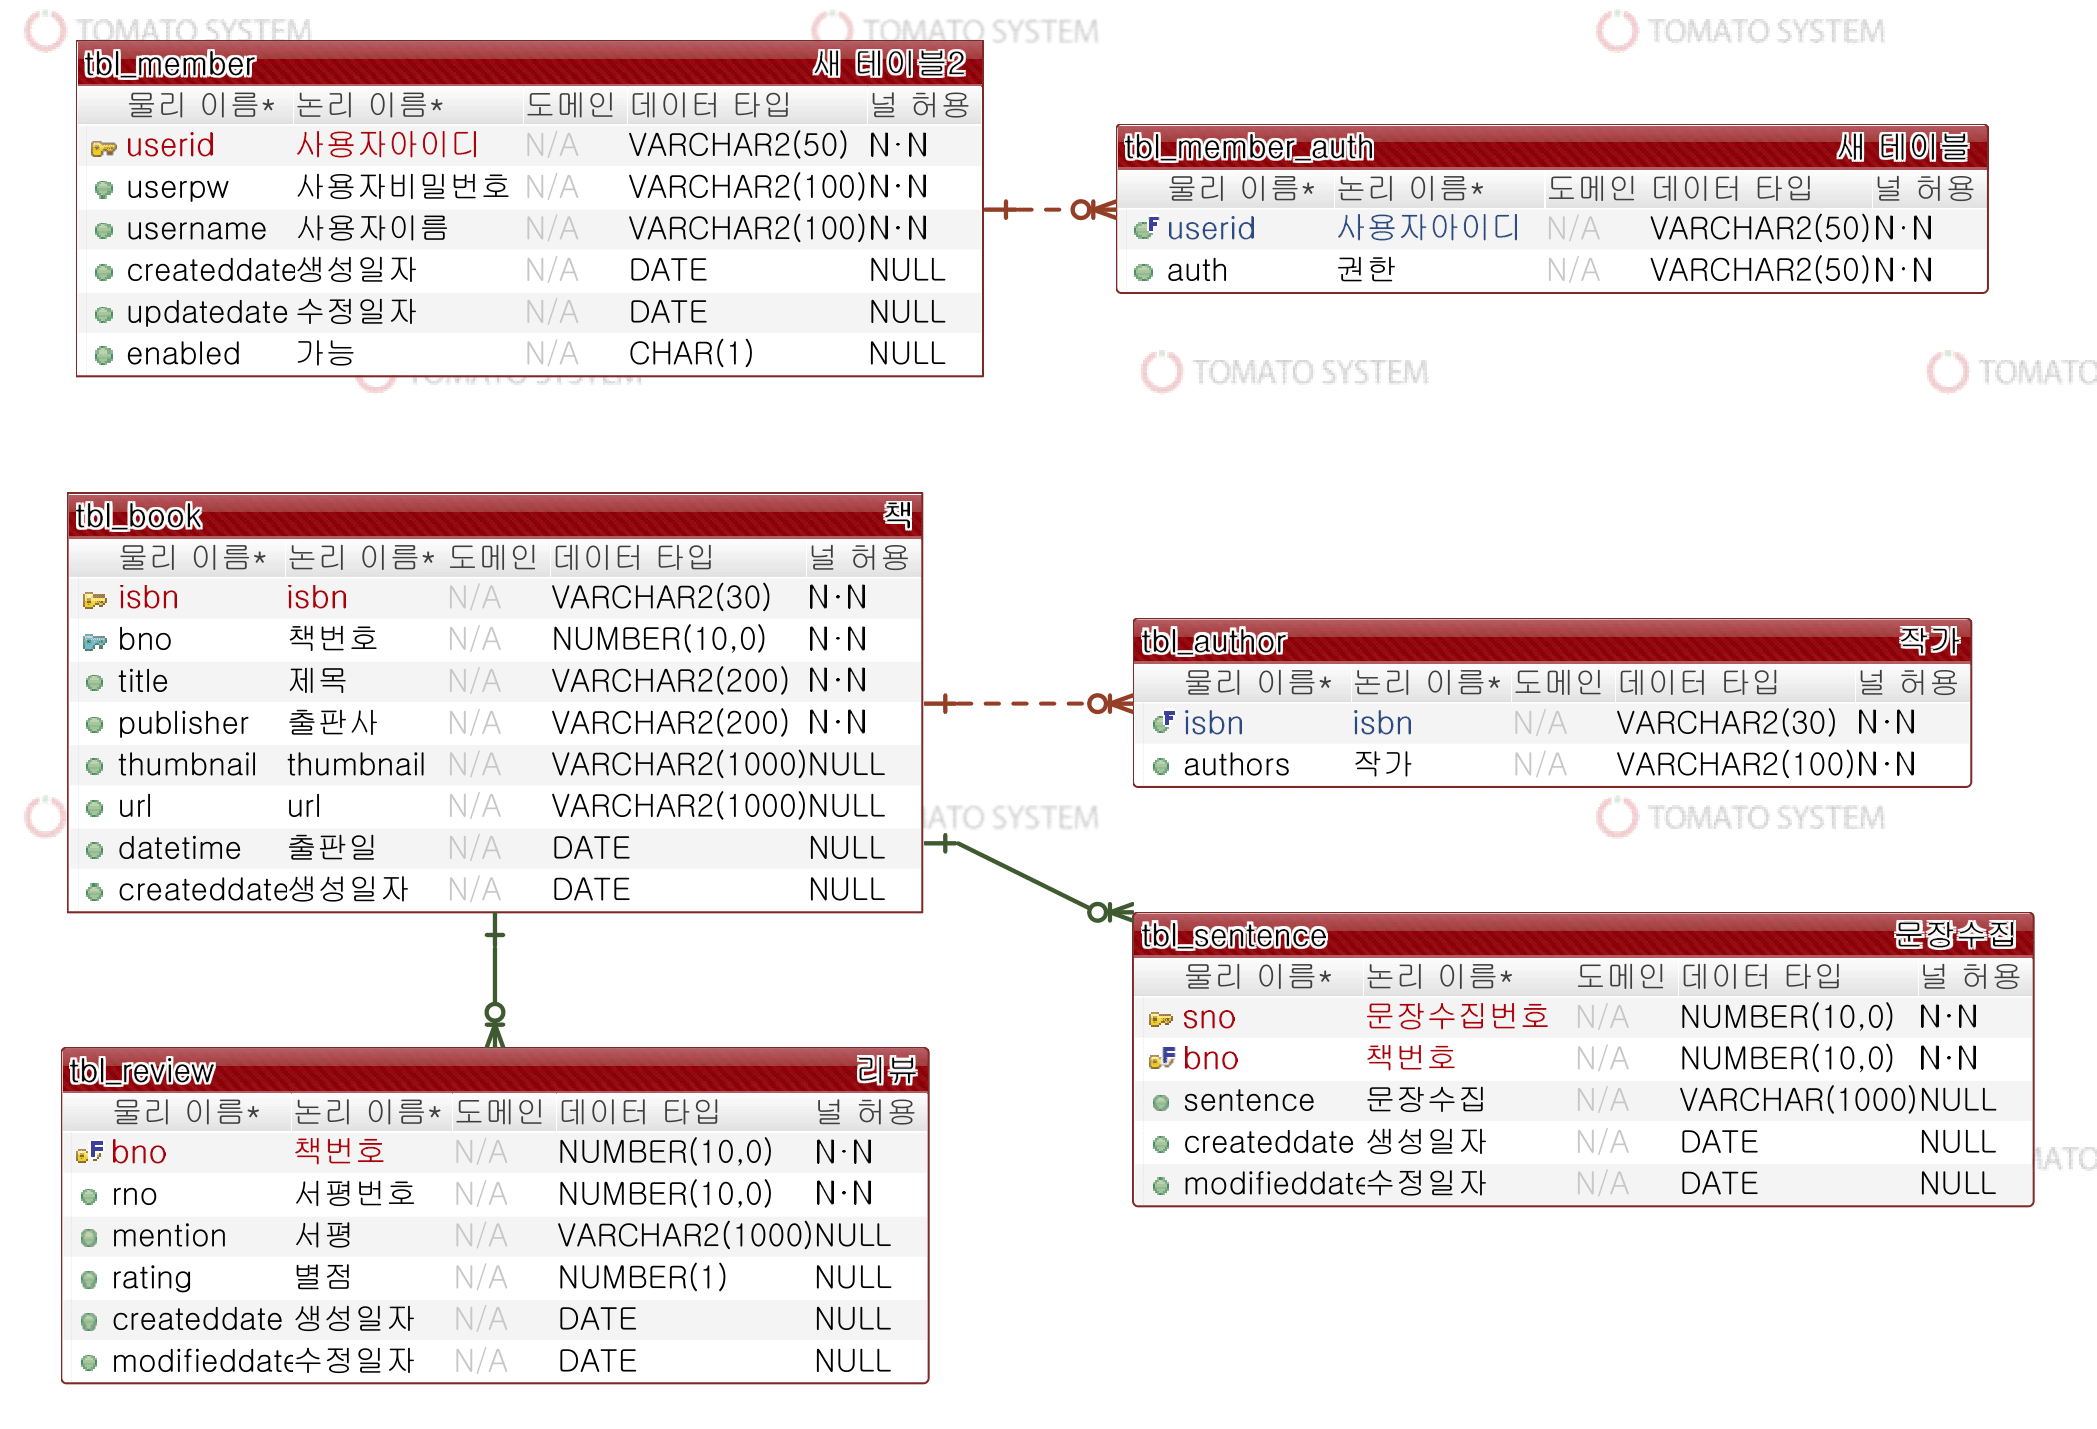 TOMATO SYSTEM
TOMATO SYSTEM
TOMATO SYSTEM
tbl_member 새 테이블2
물리 이름* 논리 이름* 도메인 데이터 타입 널 허용
userid 사용자아이디 N/A VARCHAR2(50) N·N
userpw 사용자비밀번호 N/A VARCHAR2(100) N·N
username 사용자이름 N/A VARCHAR2(100) N·N
createddate 생성일자 N/A DATE NULL
updatedate 수정일자 N/A DATE NULL
enabled 가능 N/A CHAR(1) NULL
tbl_member_auth 새 테이블
물리 이름* 논리 이름* 도메인 데이터 타입 널 허용
userid 사용자아이디 N/A VARCHAR2(50) N·N
auth 권한 N/A VARCHAR2(50) N·N
TOMATO SYSTEM
TOMATO SYSTEM
TOMATO
tbl_book 책
물리 이름* 논리 이름* 도메인 데이터 타입 널 허용
isbn isbn N/A VARCHAR2(30) N·N
bno 책번호 N/A NUMBER(10,0) N·N
title 제목 N/A VARCHAR2(200) N·N
publisher 출판사 N/A VARCHAR2(200) N·N
thumbnail thumbnail N/A VARCHAR2(1000) NULL
url url N/A VARCHAR2(1000) NULL
datetime 출판일 N/A DATE NULL
createddate 생성일자 N/A DATE NULL
tbl_author 작가
물리 이름* 논리 이름* 도메인 데이터 타입 널 허용
isbn isbn N/A VARCHAR2(30) N·N
authors 작가 N/A VARCHAR2(100) N·N
ATO SYSTEM
TOMATO SYSTEM
tbl_sentence 문장수집
물리 이름* 논리 이름* 도메인 데이터 타입 널 허용
sno 문장수집번호 N/A NUMBER(10,0) N·N
bno 책번호 N/A NUMBER(10,0) N·N
sentence 문장수집 N/A VARCHAR(1000) NULL
createddate 생성일자 N/A DATE NULL
modifieddate 수정일자 N/A DATE NULL
MATO
tbl_review 리뷰
물리 이름* 논리 이름* 도메인 데이터 타입 널 허용
bno 책번호 N/A NUMBER(10,0) N·N
rno 서평번호 N/A NUMBER(10,0) N·N
mention 서평 N/A VARCHAR2(1000) NULL
rating 별점 N/A NUMBER(1) NULL
createddate 생성일자 N/A DATE NULL
modifieddate 수정일자 N/A DATE NULL